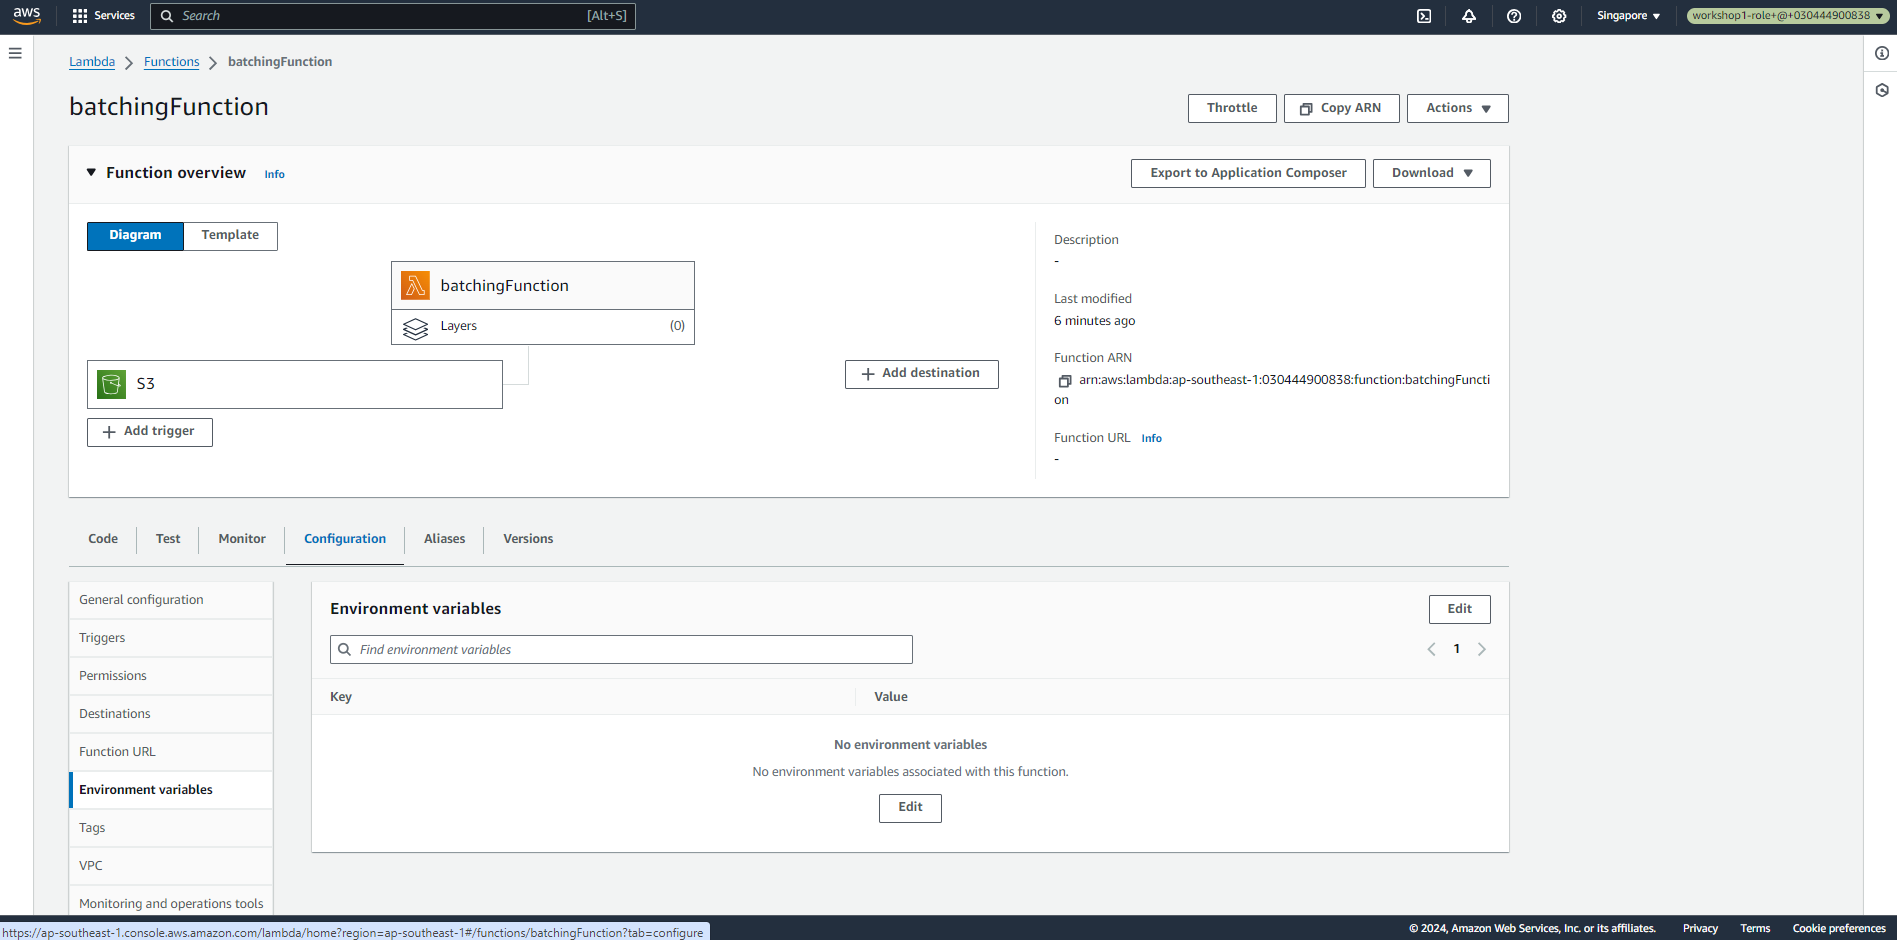 aws
Services
Search
[Alt+S]
Singapore
workshop1-role+@+030444900838
Lambda
Functions
batchingFunction
batchingFunction
Throttle
Copy ARN
Actions
Function overview
Info
Export to Application Composer
Download
Diagram
Template
batchingFunction
Layers
(0)
S3
Add trigger
Add destination
Description
-
Last modified
6 minutes ago
Function ARN
arn:aws:lambda:ap-southeast-1:030444900838:function:batchingFuncti
on
Function URL
Info
-
Code
Test
Monitor
Configuration
Aliases
Versions
General configuration
Triggers
Permissions
Destinations
Function URL
Environment variables
Tags
VPC
Monitoring and operations tools
Environment variables
Edit
Find environment variables
1
Key
Value
No environment variables
No environment variables associated with this function.
Edit
https://ap-southeast-1.console.aws.amazon.com/lambda/home?region=ap-southeast-1#/functions/batchingFunction?tab=configure
© 2024, Amazon Web Services, Inc. or its affiliates.
Privacy
Terms
Cookie preferences